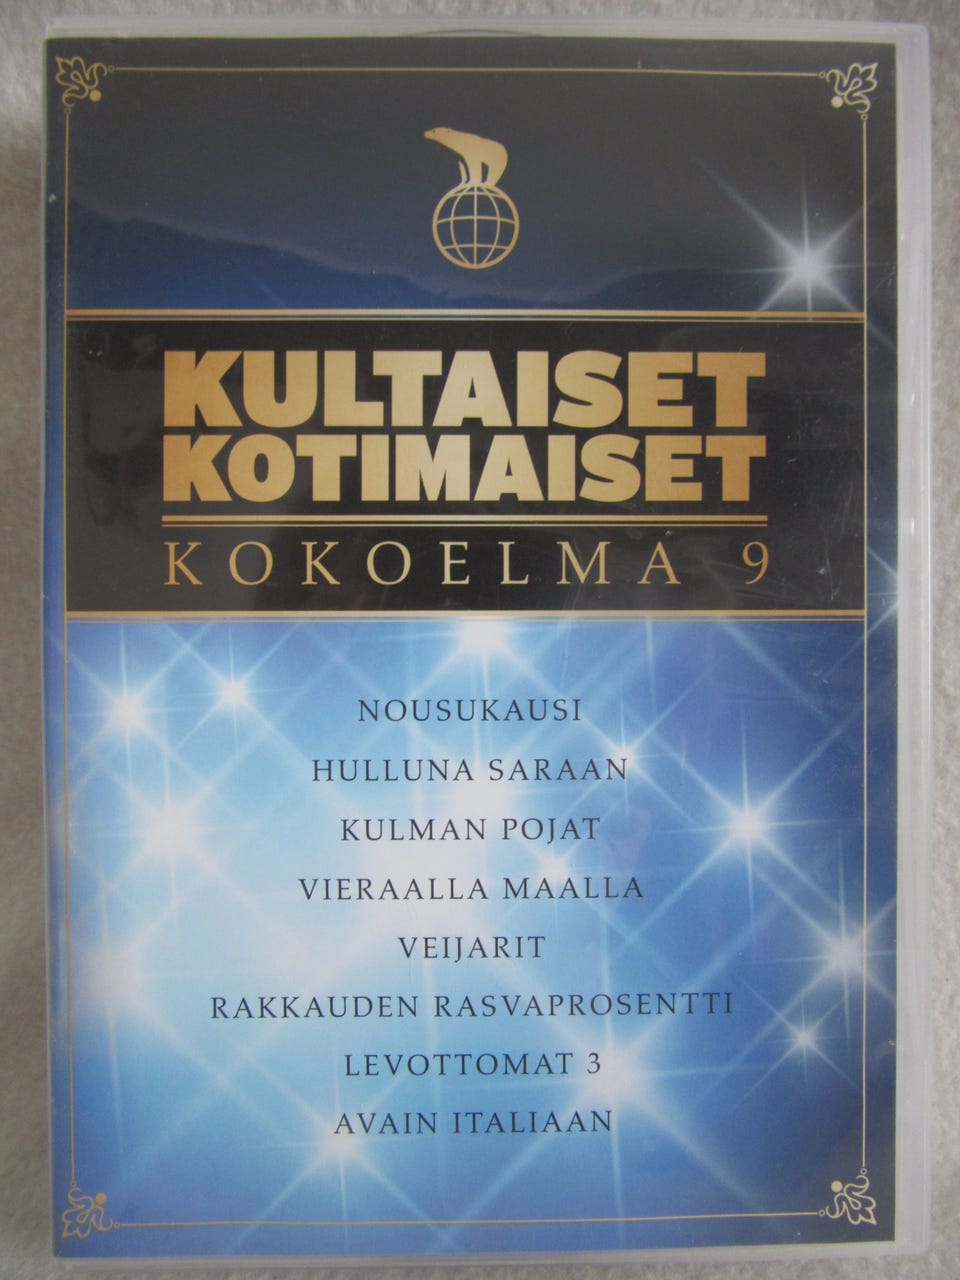 KULTAISET
KOTIMAISET
KOKOELMA 9
NOUSUKAUSI
HULLUNA SARAAN
KULMAN POJAT
VIERAALLA MAALLA
VEIJARIT
RAKKAUDEN RASVAPROSENTTI
LEVOTTOMAT 3
AVAIN ITALIAAN